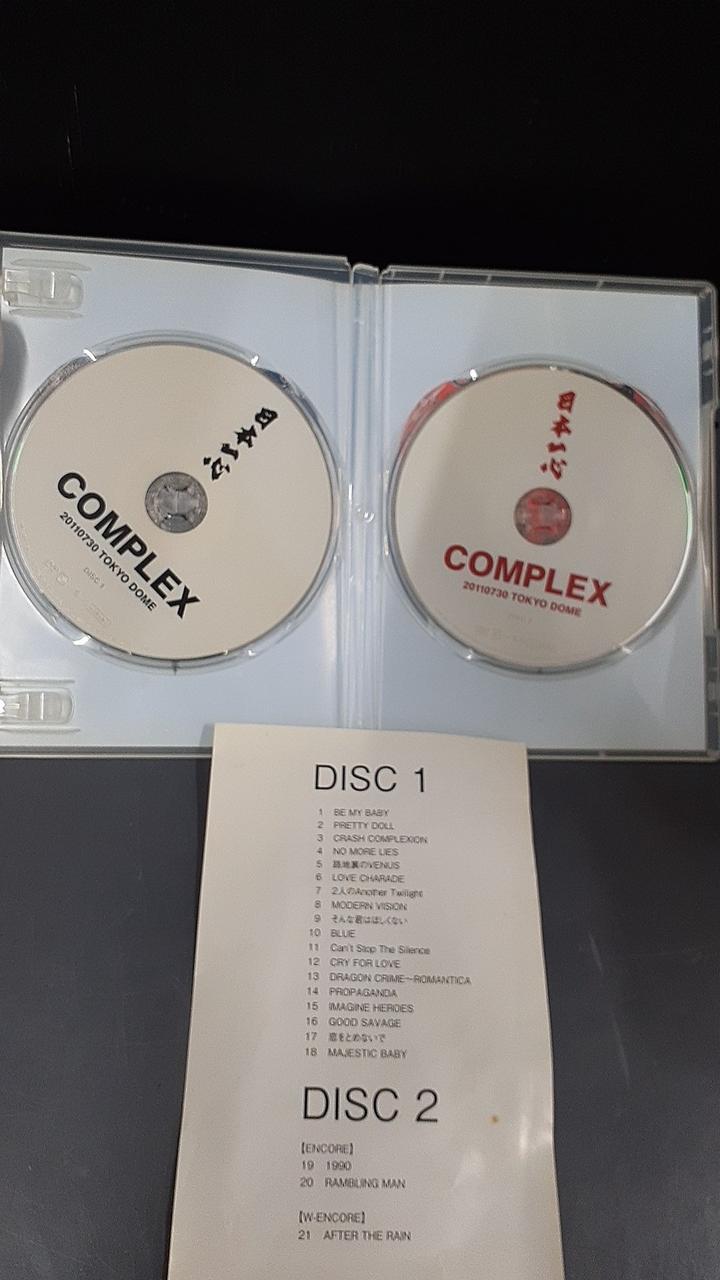 日本一心
COMPLEX
20110730 TOKYO DOME
DISC 1
日本一心
COMPLEX
20110730 TOKYO DOME
DISC 1
1 BE MY BABY
2 PRETTY DOLL
3 CRASH COMPLEXION
4 NO MORE LIES
5 路地裏のVENUS
6 LOVE CHARADE
7 2人のAnother Twilight
8 MODERN VISION
9 そんな君はほしくない
10 BLUE
11 Can't Stop The Silence
12 CRY FOR LOVE
13 DRAGON CRIME〜ROMANTICA
14 PROPAGANDA
15 IMAGINE HEROES
16 GOOD SAVAGE
17 恋をとめないで
18 MAJESTIC BABY
DISC 2
【ENCORE】
19 1990
20 RAMBLING MAN
【W-ENCORE】
21 AFTER THE RAIN